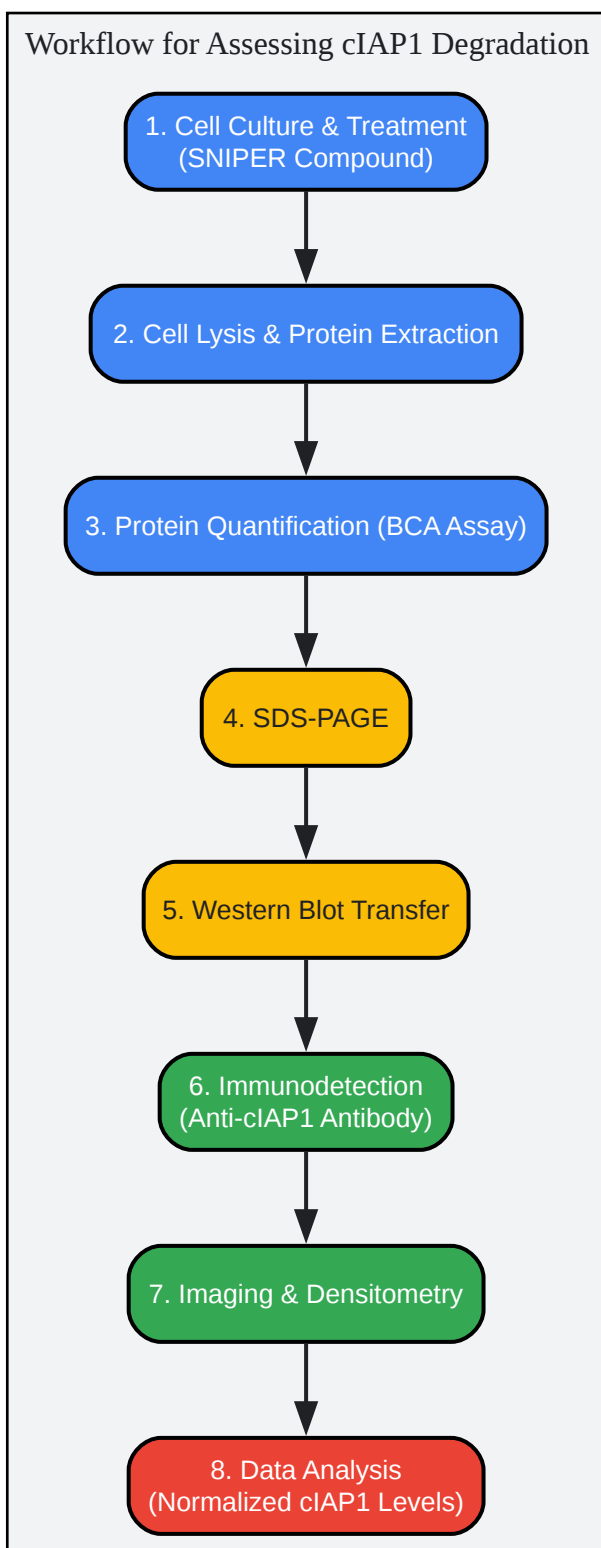 Workflow for Assessing cIAP1 Degradation
1. Cell Culture & Treatment
(SNIPER Compound)
2. Cell Lysis & Protein Extraction
3. Protein Quantification (BCA Assay)
4. SDS-PAGE
5. Western Blot Transfer
6. Immunodetection
(Anti-cIAP1 Antibody)
7. Imaging & Densitometry
8. Data Analysis
(Normalized cIAP1 Levels)